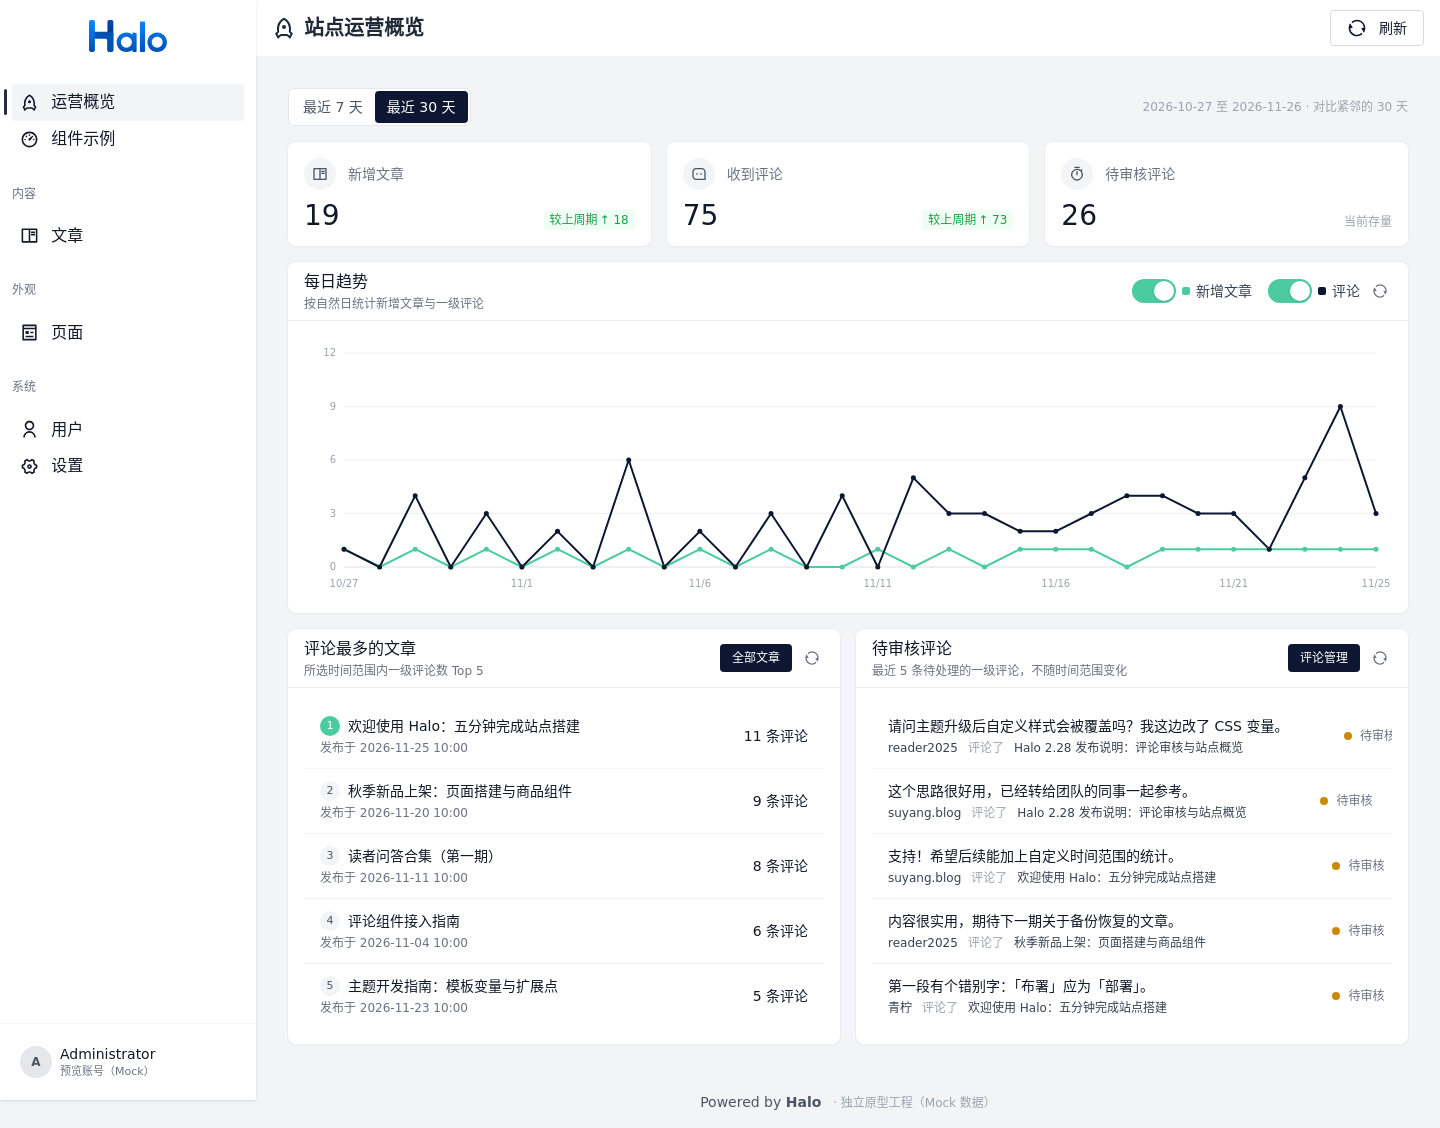 Halo
站点运营概览
刷新
运营概览
组件示例
内容
文章
外观
页面
系统
用户
设置
A
Administrator
预览账号（Mock）
最近 7 天
最近 30 天
2026-10-27 至 2026-11-26 · 对比紧邻的 30 天
新增文章
19
较上周期 ↑ 18
收到评论
75
较上周期 ↑ 73
待审核评论
26
当前存量
每日趋势
按自然日统计新增文章与一级评论
新增文章
评论
12
9
6
3
0
10/27
11/1
11/6
11/11
11/16
11/21
11/25
评论最多的文章
所选时间范围内一级评论数 Top 5
全部文章
1 欢迎使用 Halo：五分钟完成站点搭建
发布于 2026-11-25 10:00
11 条评论
2 秋季新品上架：页面搭建与商品组件
发布于 2026-11-20 10:00
9 条评论
3 读者问答合集（第一期）
发布于 2026-11-11 10:00
8 条评论
4 评论组件接入指南
发布于 2026-11-04 10:00
6 条评论
5 主题开发指南：模板变量与扩展点
发布于 2026-11-23 10:00
5 条评论
待审核评论
最近 5 条待处理的一级评论，不随时间范围变化
评论管理
请问主题升级后自定义样式会被覆盖吗？我这边改了 CSS 变量。
reader2025 评论了 Halo 2.28 发布说明：评论审核与站点概览
待审核
这个思路很好用，已经转给团队的同事一起参考。
suyang.blog 评论了 Halo 2.28 发布说明：评论审核与站点概览
待审核
支持！希望后续能加上自定义时间范围的统计。
suyang.blog 评论了 欢迎使用 Halo：五分钟完成站点搭建
待审核
内容很实用，期待下一期关于备份恢复的文章。
reader2025 评论了 秋季新品上架：页面搭建与商品组件
待审核
第一段有个错别字：「布署」应为「部署」。
青柠 评论了 欢迎使用 Halo：五分钟完成站点搭建
待审核
Powered by Halo · 独立原型工程（Mock 数据）